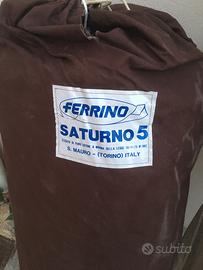 FERRINO
SATURNO 5
S. MAURO - (TORINO) ITALY
subito